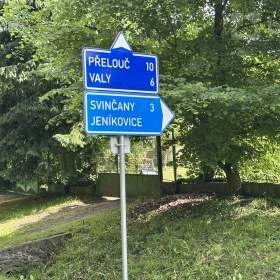 PŘELOUČ 10
VALY 6
SVINČANY 3
JENÍKOVICE